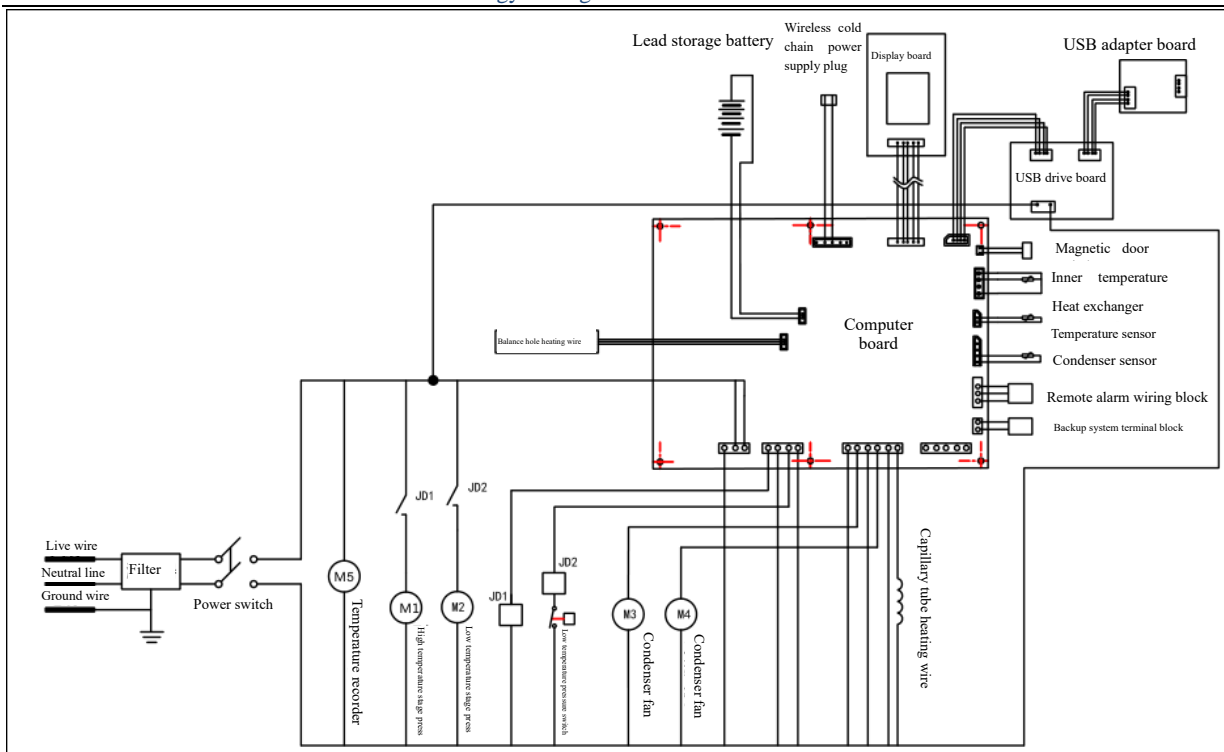 Lead storage battery
Wireless cold
chain power
supply plug
Display board
USB adapter board
USB drive board
Magnetic door
Inner temperature
Heat exchanger
Temperature sensor
Condenser sensor
Remote alarm wiring block
Backup system terminal block
Computer
board
Balance hole heating wire
JD1
JD2
Live wire
Neutral line
Ground wire
Filter
Power switch
M5
Temperature recorder
M1
High temperature stage press
M2
Low temperature stage press
JD1
JD2
Low temperature pressure switch
M3
Condenser fan
M4
Condenser fan
Capillary tube heating wire